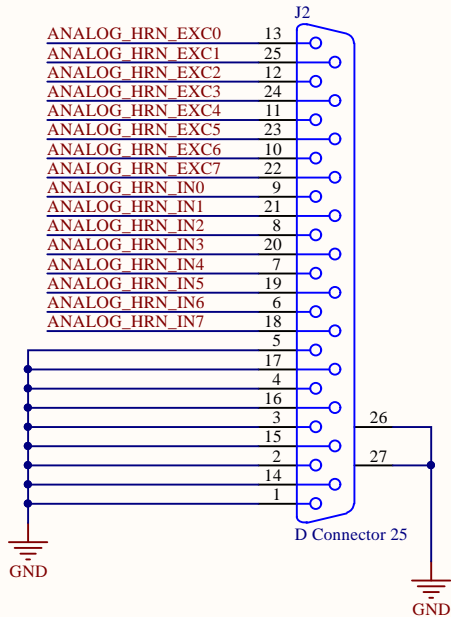 J2
ANALOG_HRN_EXC0 13
ANALOG_HRN_EXC1 25
ANALOG_HRN_EXC2 12
ANALOG_HRN_EXC3 24
ANALOG_HRN_EXC4 11
ANALOG_HRN_EXC5 23
ANALOG_HRN_EXC6 10
ANALOG_HRN_EXC7 22
ANALOG_HRN_IN0 9
ANALOG_HRN_IN1 21
ANALOG_HRN_IN2 8
ANALOG_HRN_IN3 20
ANALOG_HRN_IN4 7
ANALOG_HRN_IN5 19
ANALOG_HRN_IN6 6
ANALOG_HRN_IN7 18
5
17
4
16
3 26
15
2 27
14
1
D Connector 25
GND
GND